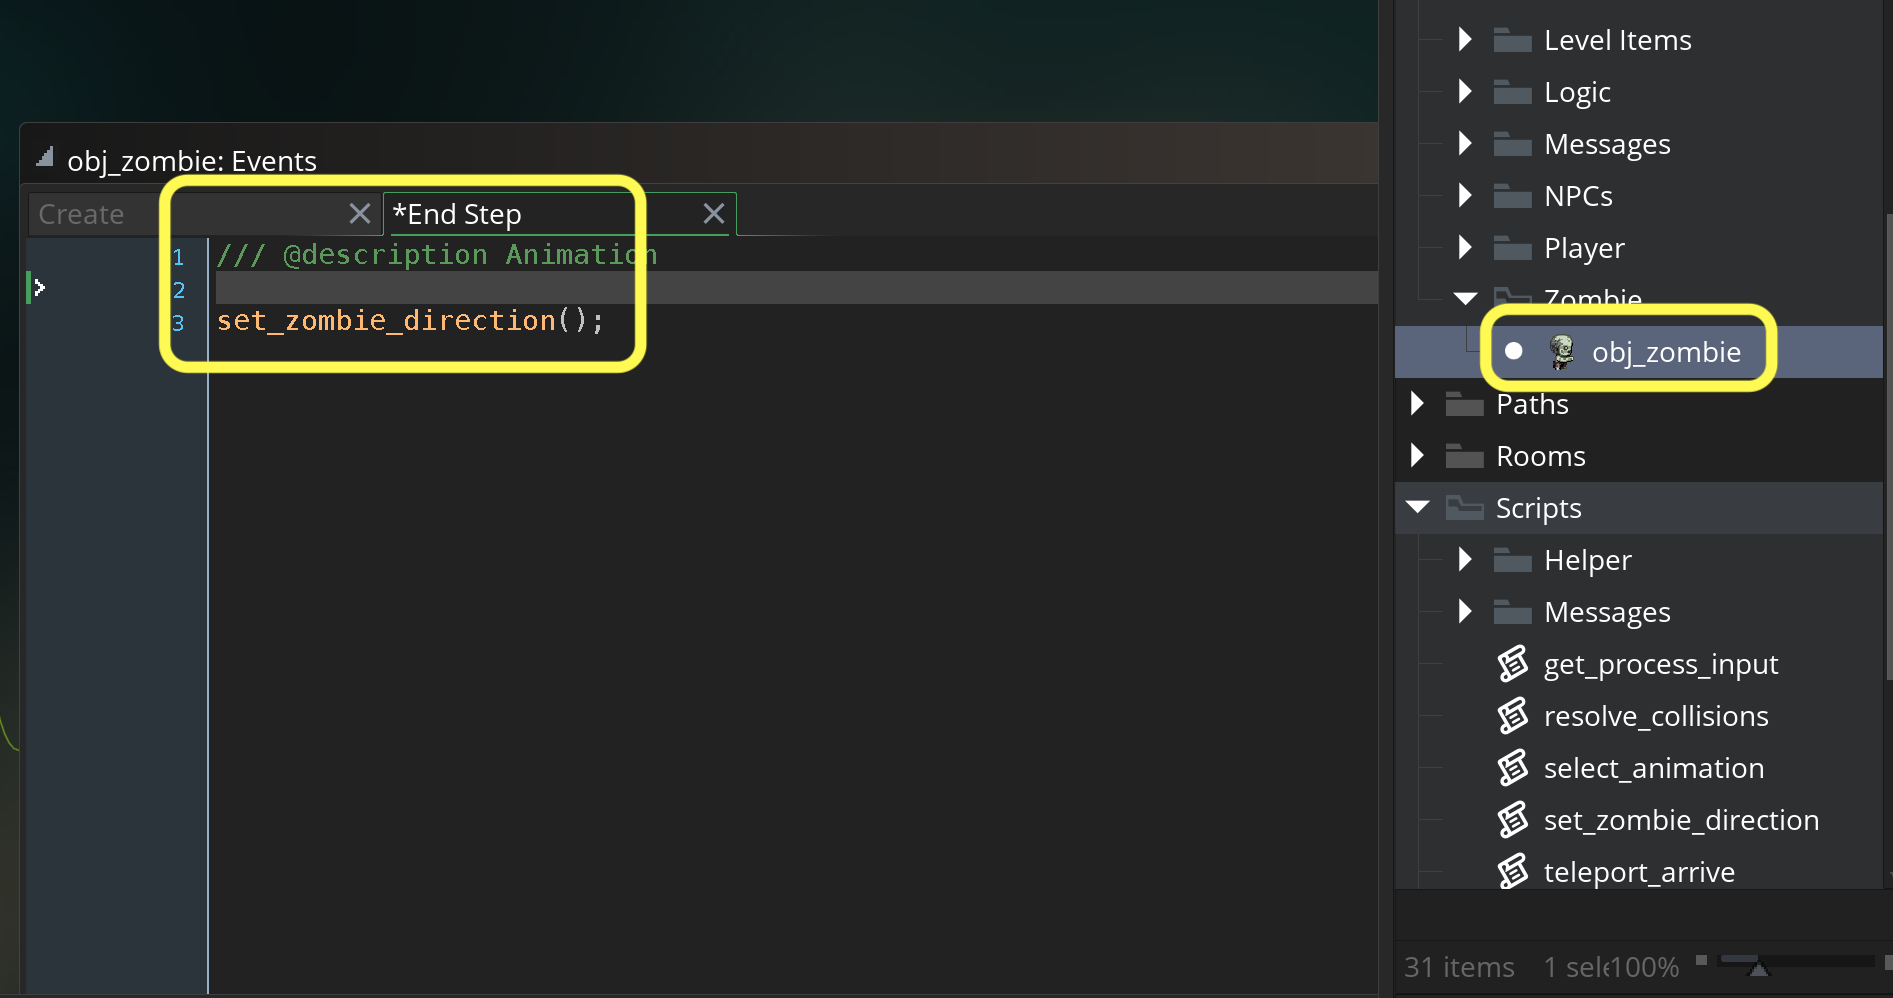 obj_zombie: Events
Create
*End Step
1 /// @description Animation
2
3 set_zombie_direction();
Level Items
Logic
Messages
NPCs
Player
Zombie
obj_zombie
Paths
Rooms
Scripts
Helper
Messages
get_process_input
resolve_collisions
select_animation
set_zombie_direction
teleport_arrive
31 items 1 sele 100%